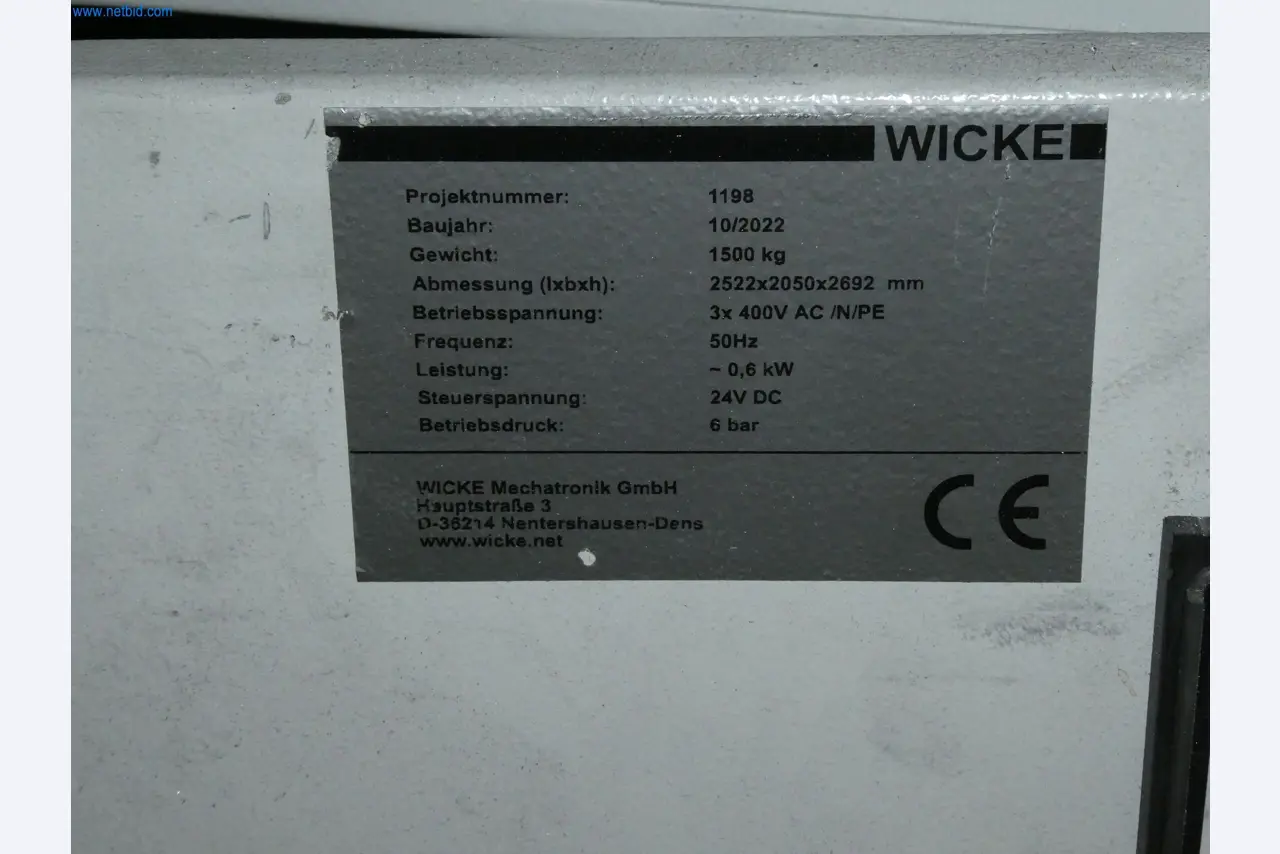 www.netbid.com
WICKE
Projektnummer: 1198
Baujahr: 10/2022
Gewicht: 1500 kg
Abmessung (lxbxh): 2522x2050x2692 mm
Betriebsspannung: 3x 400V AC /N/PE
Frequenz: 50Hz
Leistung: ~ 0,6 kW
Steuerspannung: 24V DC
Betriebsdruck: 6 bar
WICKE Mechatronik GmbH
Hauptstraße 3
D-36214 Nentershausen-Dens
www.wicke.net
CE